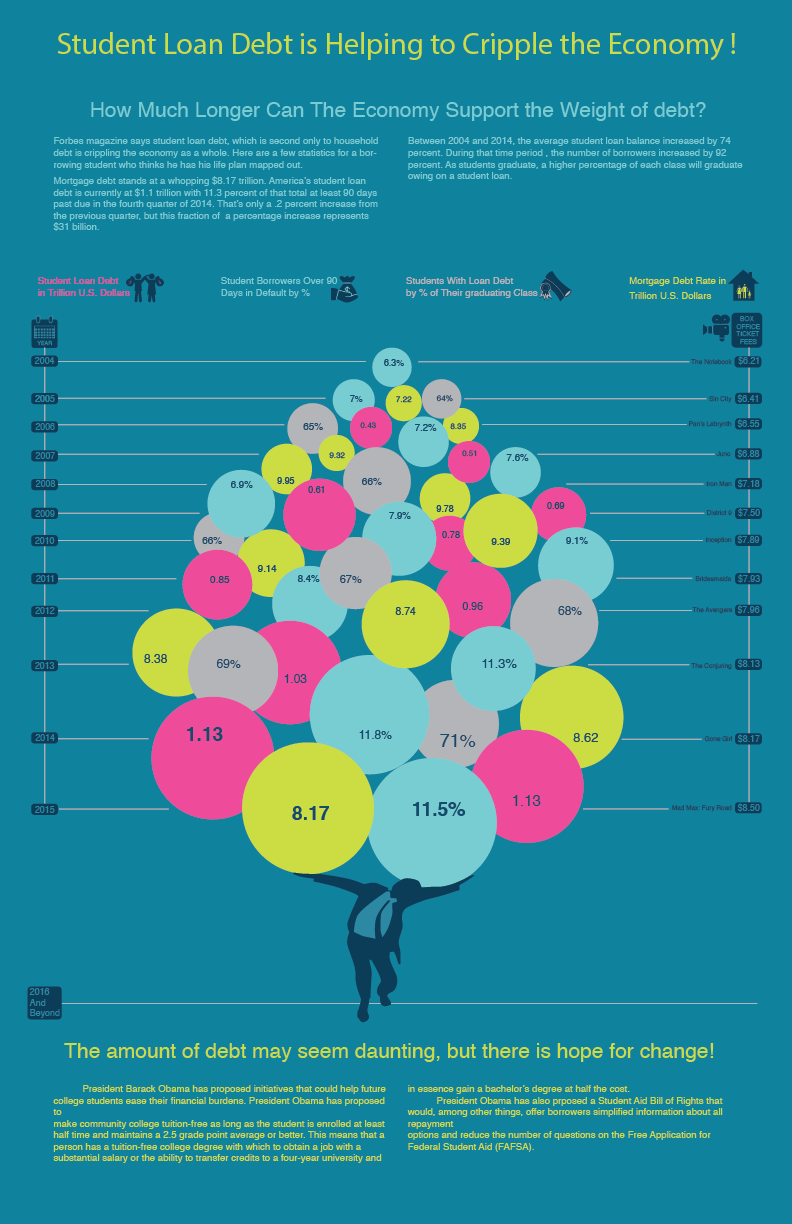 Student Loan Debt is Helping to Cripple the Economy !
How Much Longer Can The Economy Support the Weight of debt?
Forbes magazine says student loan debt, which is second only to household
debt is crippling the economy as a whole. Here are a few statistics for a bor-
rowing student who thinks he has his life plan mapped out.
Mortgage debt stands at a whopping $8.17 trillion. America's student loan
debt is currently at $1.1 trillion with 11.3 percent of that total at least 90 days
past due in the fourth quarter of 2014. That's only a .2 percent increase from
the previous quarter, but this fraction of a percentage increase represents
$31 billion.
Between 2004 and 2014, the average student loan balance increased by 74
percent. During that time period , the number of borrowers increased by 92
percent. As students graduate, a higher percentage of each class will graduate
owing on a student loan.
Student Loan Debt
in Trillion U.S. Dollars
Student Borrowers Over 90
Days in Default by %
Students With Loan Debt
by % of Their graduating Class
Mortgage Debt Rate in
Trillion U.S. Dollars
YEAR
BOX
OFFICE
TICKET
FEES
2004
6.3%
The Notebook
$6.21
2005
7%
7.22
64%
Sin City
$6.41
2006
65%
0.43
7.2%
8.35
Pan's Labryith
$6.55
2007
9.32
0.51
7.6%
Juno
$6.88
2008
6.9%
9.95
0.61
66%
Iron Man
$7.18
2009
7.9%
9.78
0.69
District 9
$7.50
2010
66%
0.78
9.39
9.1%
Inception
$7.89
2011
0.85
9.14
8.4%
67%
Bridesmaids
$7.93
2012
8.74
0.96
68%
The Avengers
$7.96
2013
8.38
69%
1.03
11.3%
The Conjuring
$8.13
2014
1.13
11.8%
71%
8.62
Gone Girl
$8.17
2015
8.17
11.5%
1.13
Mad Max: Fury Road
$8.50
2016
And
Beyond
The amount of debt may seem daunting, but there is hope for change!
President Barack Obama has proposed initiatives that could help future
college students ease their financial burdens. President Obama has proposed
to
make community college tuition-free as long as the student is enrolled at least
half time and maintains a 2.5 grade point average or better. This means that a
person has a tuition-free college degree with which to obtain a job with a
substantial salary or the ability to transfer credits to a four-year university and
in essence gain a bachelor's degree at half the cost.
President Obama has also prposed a Student Aid Bill of Rights that
would, among other things, offer borrowers simplified information about all
repayment
options and reduce the number of questions on the Free Application for
Federal Student Aid (FAFSA).